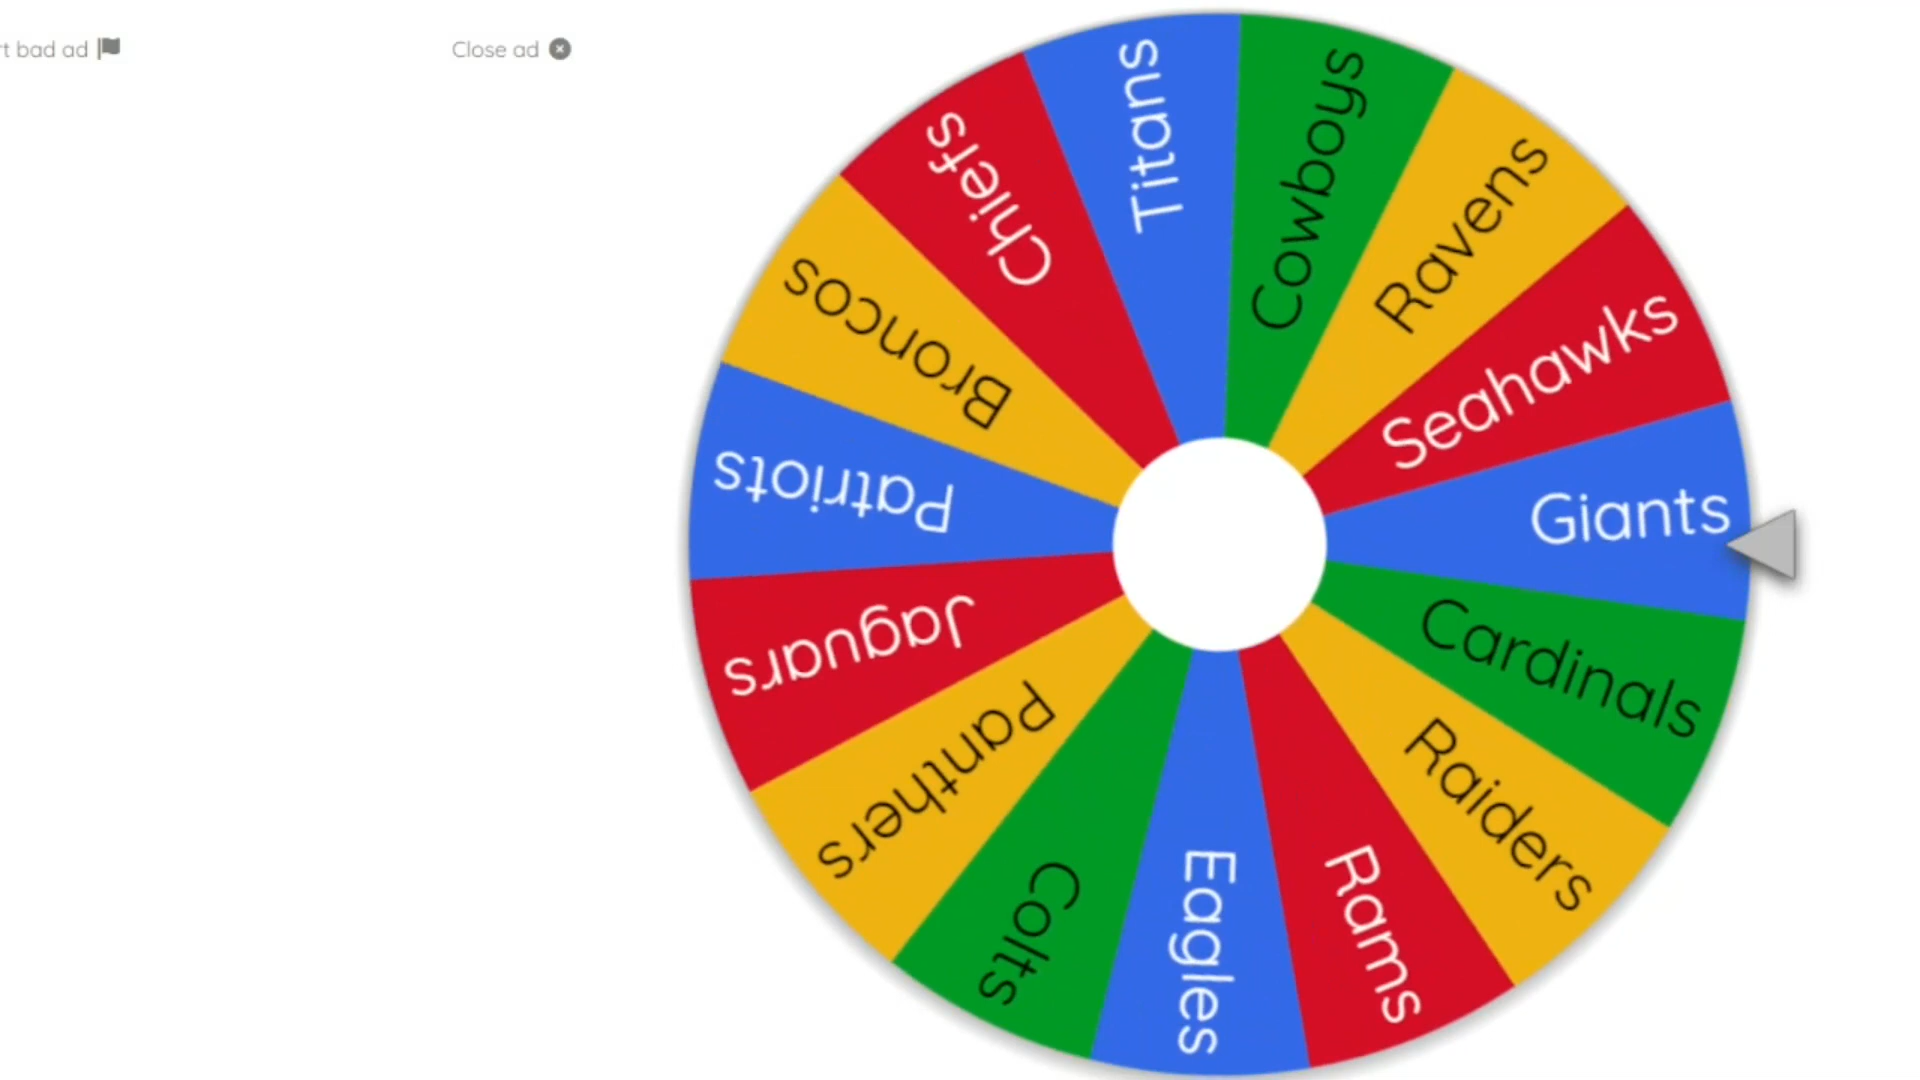 rt bad ad
Close ad
Titans
Cowboys
Ravens
Seahawks
Giants
Cardinals
Raiders
Rams
Eagles
Colts
Panthers
Jaguars
Patriots
Broncos
Chiefs